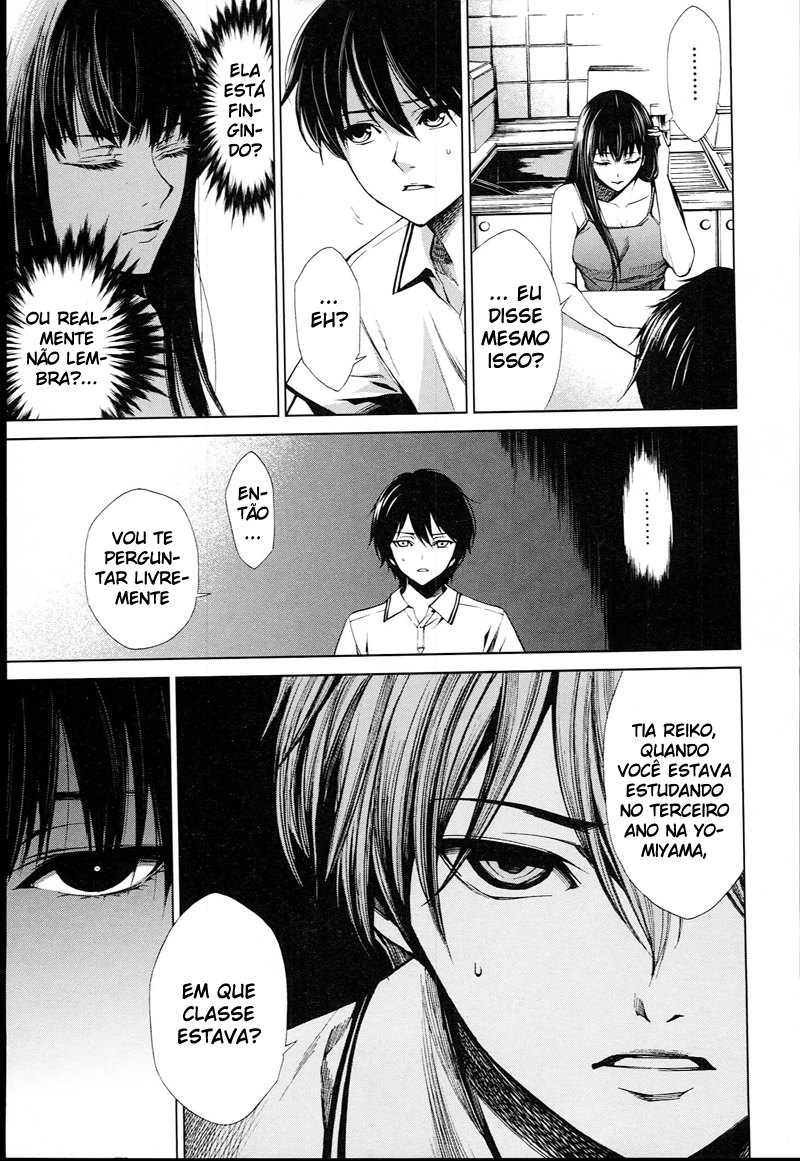 .........
... EU
DISSE
MESMO
ISSO?
...
EH?
ELA
ESTÁ
FIN-
GIN-
DO?
OU REAL-
MENTE
NÃO LEM-
BRA?...
.........
EN-
TÃO
...
VOU TE
PERGUN-
TAR LIVRE-
MENTE
TIA REIKO,
QUANDO
VOCÊ ESTAVA
ESTUDANDO
NO TERCEIRO
ANO NA YO-
MIYAMA,
EM QUE
CLASSE
ESTAVA?